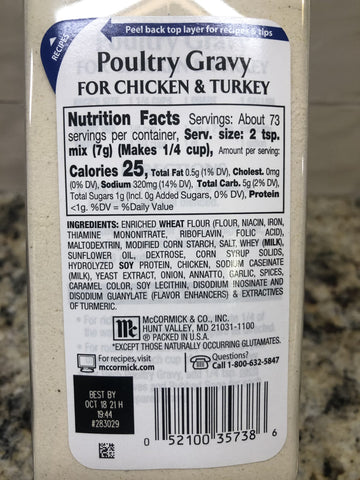 RECIPES
Peel back top layer for recipes & tips
Poultry Gravy
FOR CHICKEN & TURKEY
Nutrition Facts Servings: About 73
servings per container, Serv. size: 2 tsp.
mix (7g) (Makes 1/4 cup), Amount per serving:
Calories 25, Total Fat 0.5g (1% DV), Cholest. 0mg
(0% DV), Sodium 320mg (14% DV), Total Carb. 5g (2% DV),
Total Sugars 1g (Incl. 0g Added Sugars, 0% DV), Protein
<1g. %DV = %Daily Value
INGREDIENTS: ENRICHED WHEAT FLOUR (FLOUR, NIACIN, IRON,
THIAMINE MONONITRATE, RIBOFLAVIN, FOLIC ACID),
MALTODEXTRIN, MODIFIED CORN STARCH, SALT, WHEY (MILK),
SUNFLOWER OIL, DEXTROSE, CORN SYRUP SOLIDS,
HYDROLYZED SOY PROTEIN, CHICKEN, SODIUM CASEINATE
(MILK), YEAST EXTRACT, ONION, ANNATTO, GARLIC, SPICES,
CARAMEL COLOR, SOY LECITHIN, DISODIUM INOSINATE AND
DISODIUM GUANYLATE (FLAVOR ENHANCERS) & EXTRACTIVES
OF TURMERIC.
Mc
McCORMICK & CO., INC.
HUNT VALLEY, MD 21031-1100
® PACKED IN U.S.A.
*EXCEPT THOSE NATURALLY OCCURRING GLUTAMATES.
For recipes, visit
mccormick.com
Questions?
Call 1-800-632-5847
BEST BY
OCT 18 21 H
19:44
#283029
0 52100 35738 6